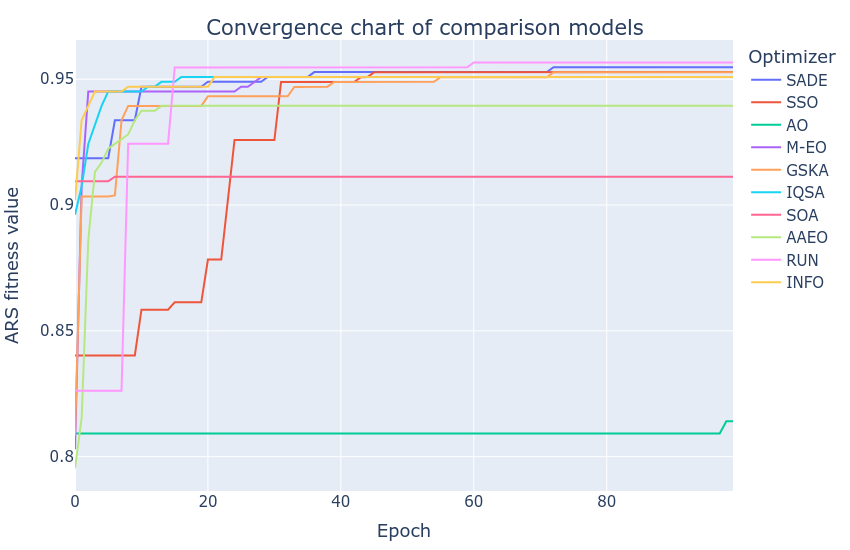 Convergence chart of comparison models
ARS fitness value
0.95
0.9
0.85
0.8
0
20
40
60
80
Epoch
Optimizer
SADE
SSO
AO
M-EO
GSKA
IQSA
SOA
AAEO
RUN
INFO